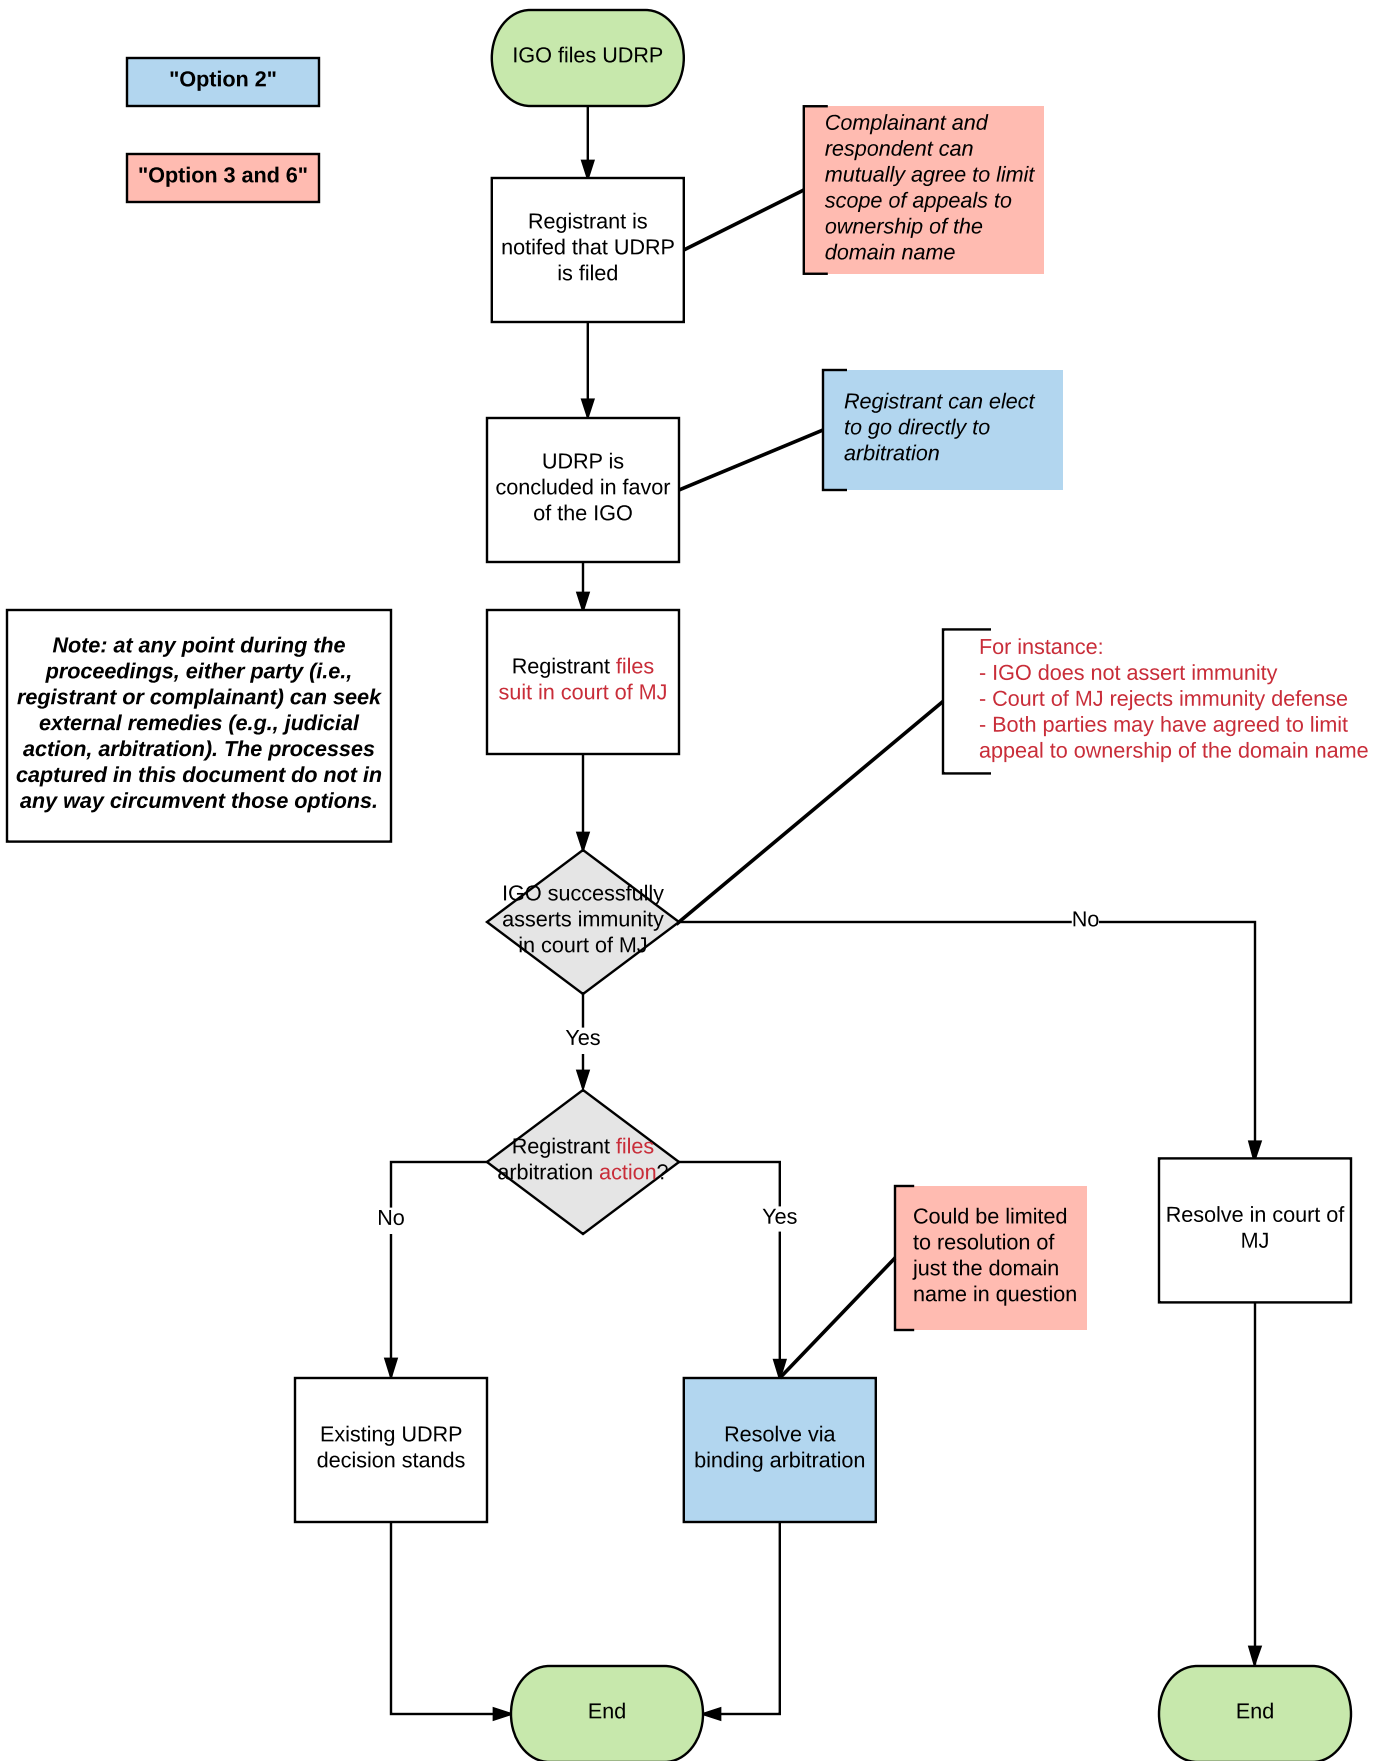 IGO files UDRP
"Option 2"
"Option 3 and 6"
Complainant and
respondent can
mutually agree to limit
scope of appeals to
ownership of the
domain name
Registrant is
notifed that UDRP
is filed
Registrant can elect
to go directly to
arbitration
UDRP is
concluded in favor
of the IGO
Note: at any point during the
proceedings, either party (i.e.,
registrant or complainant) can seek
external remedies (e.g., judicial
action, arbitration). The processes
captured in this document do not in
any way circumvent those options.
Registrant files
suit in court of MJ
For instance:
- IGO does not assert immunity
- Court of MJ rejects immunity defense
- Both parties may have agreed to limit
appeal to ownership of the domain name
IGO successfully
asserts immunity
in court of MJ
No
Yes
Registrant files
arbitration action?
No
Yes
Could be limited
to resolution of
just the domain
name in question
Resolve in court of
MJ
Existing UDRP
decision stands
Resolve via
binding arbitration
End
End